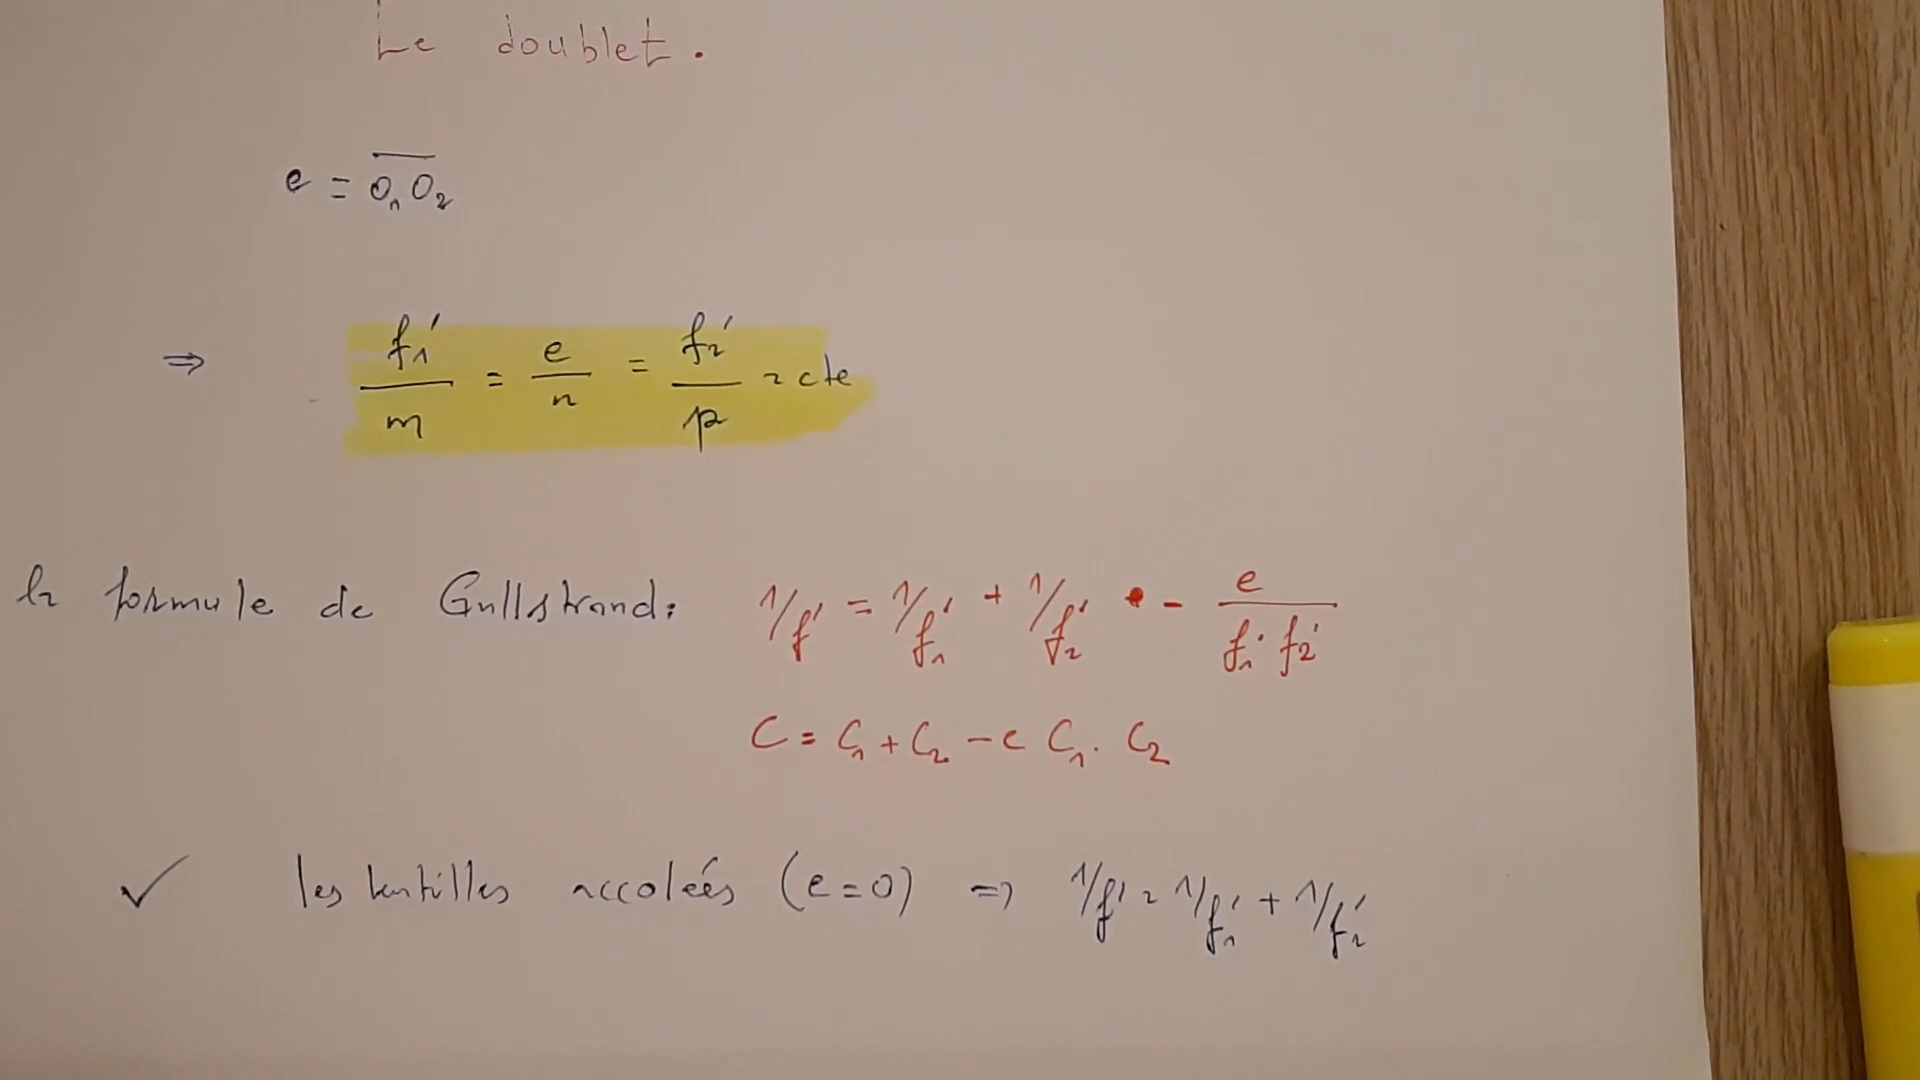 Le doublet.
e = O₁O₂
⇒ f₁'/m = e/n = f₂'/p = cte
la formule de Gullstrand: 1/f' = 1/f₁' + 1/f₂' - e/(f₁'·f₂')
C = C₁ + C₂ - e C₁. C₂
✓ les lentilles accoleés (e=0) ⇒ 1/f' = 1/f₁' + 1/f₂'